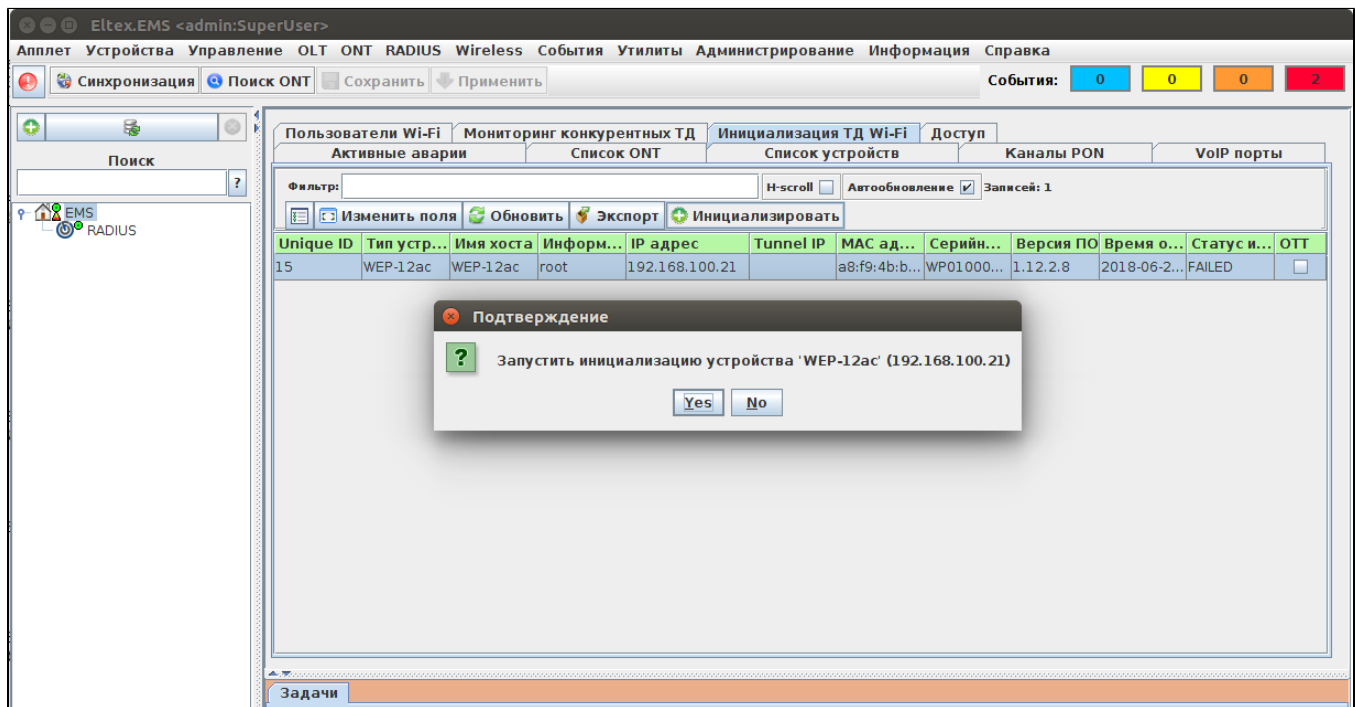 Eltex.EMS <admin:SuperUser>
Апплет Устройства Управление OLT ONT RADIUS Wireless События Утилиты Администрирование Информация Справка
Синхронизация Поиск ONT Сохранить Применить События: 0 0 0 2
Поиск
?
EMS
RADIUS
Пользователи Wi-Fi Мониторинг конкурентных ТД Инициализация ТД Wi-Fi Доступ
Активные аварии Список ONT Список устройств Каналы PON VoIP порты
Фильтр: H-scroll Автообновление Записей: 1
Изменить поля Обновить Экспорт Инициализировать
Unique ID Тип устр... Имя хоста Информ... IP адрес Tunnel IP MAC ад... Серийн... Версия ПО Время о... Статус и... ОТТ
15 WEP-12ac WEP-12ac root 192.168.100.21 a8:f9:4b:b... WP01000... 1.12.2.8 2018-06-2... FAILED
Подтверждение
? Запустить инициализацию устройства 'WEP-12ac' (192.168.100.21)
Yes No
Задачи